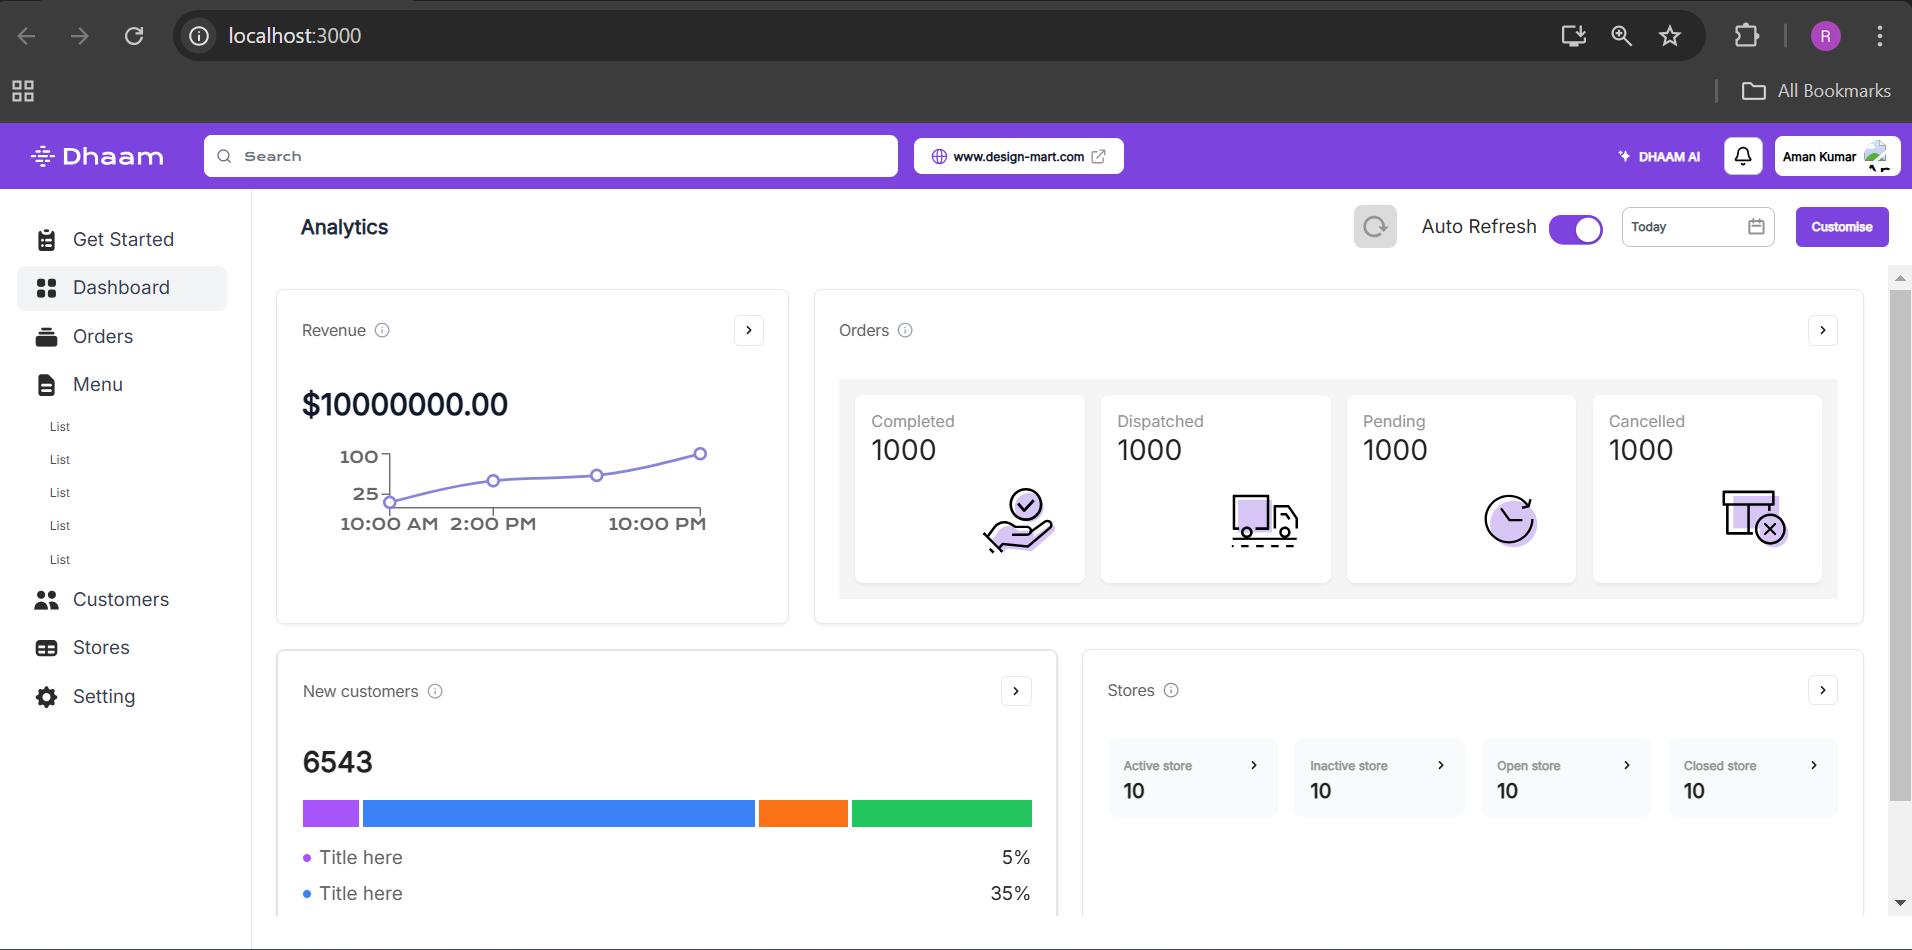 localhost:3000
R
All Bookmarks
Dhaam
Search
www.design-mart.com
DHAAM AI
Aman Kumar
Get Started
Dashboard
Orders
Menu
List
List
List
List
List
Customers
Stores
Setting
Analytics
Auto Refresh
Today
Customise
Revenue
$10000000.00
100
25
10:00 AM 2:00 PM 10:00 PM
Orders
Completed
1000
Dispatched
1000
Pending
1000
Cancelled
1000
New customers
6543
Title here 5%
Title here 35%
Stores
Active store
10
Inactive store
10
Open store
10
Closed store
10